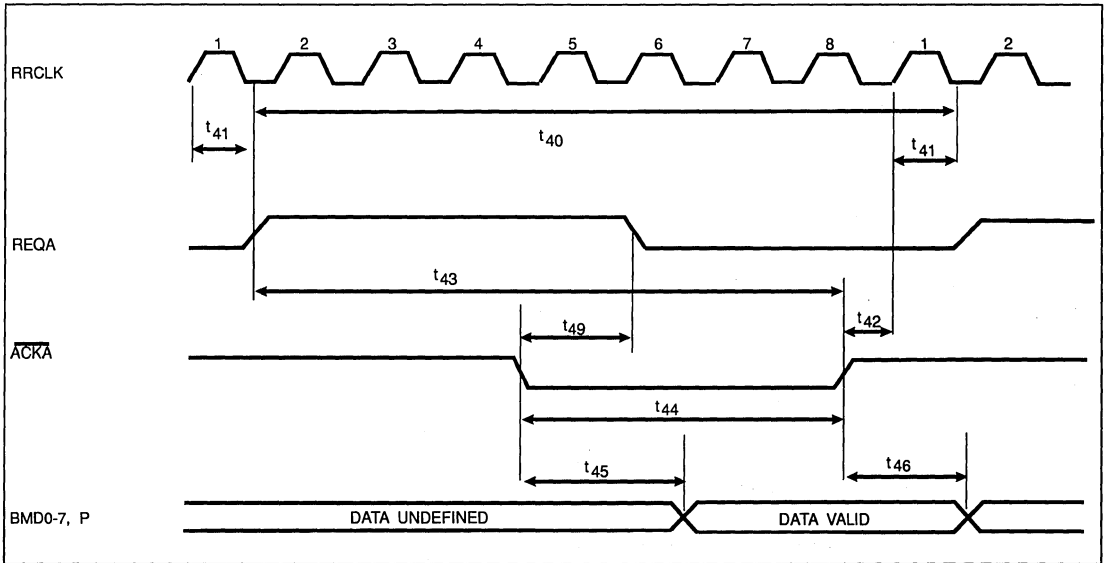 1 2 3 4 5 6 7 8 1 2
RRCLK
t41 t40 t41
REQA
t43
t49 t42
ACKA
t44
t45 t46
BMD0-7, P DATA UNDEFINED DATA VALID